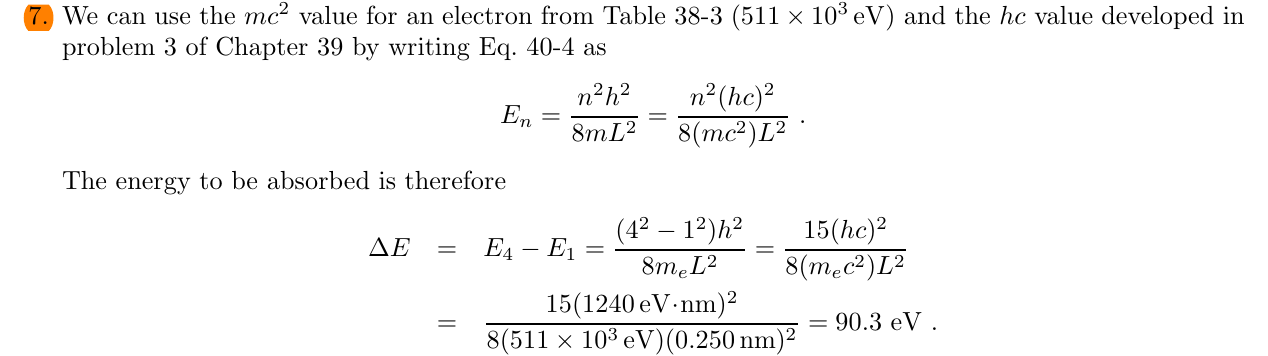 7. We can use the mc² value for an electron from Table 38-3 (511 × 10³ eV) and the hc value developed in
problem 3 of Chapter 39 by writing Eq. 40-4 as
Eₙ = n²h² / 8mL² = n²(hc)² / 8(mc²)L² .
The energy to be absorbed is therefore
ΔE = E₄ − E₁ = (4² − 1²)h² / 8mₑL² = 15(hc)² / 8(mₑc²)L²
= 15(1240 eV·nm)² / 8(511 × 10³ eV)(0.250 nm)² = 90.3 eV .